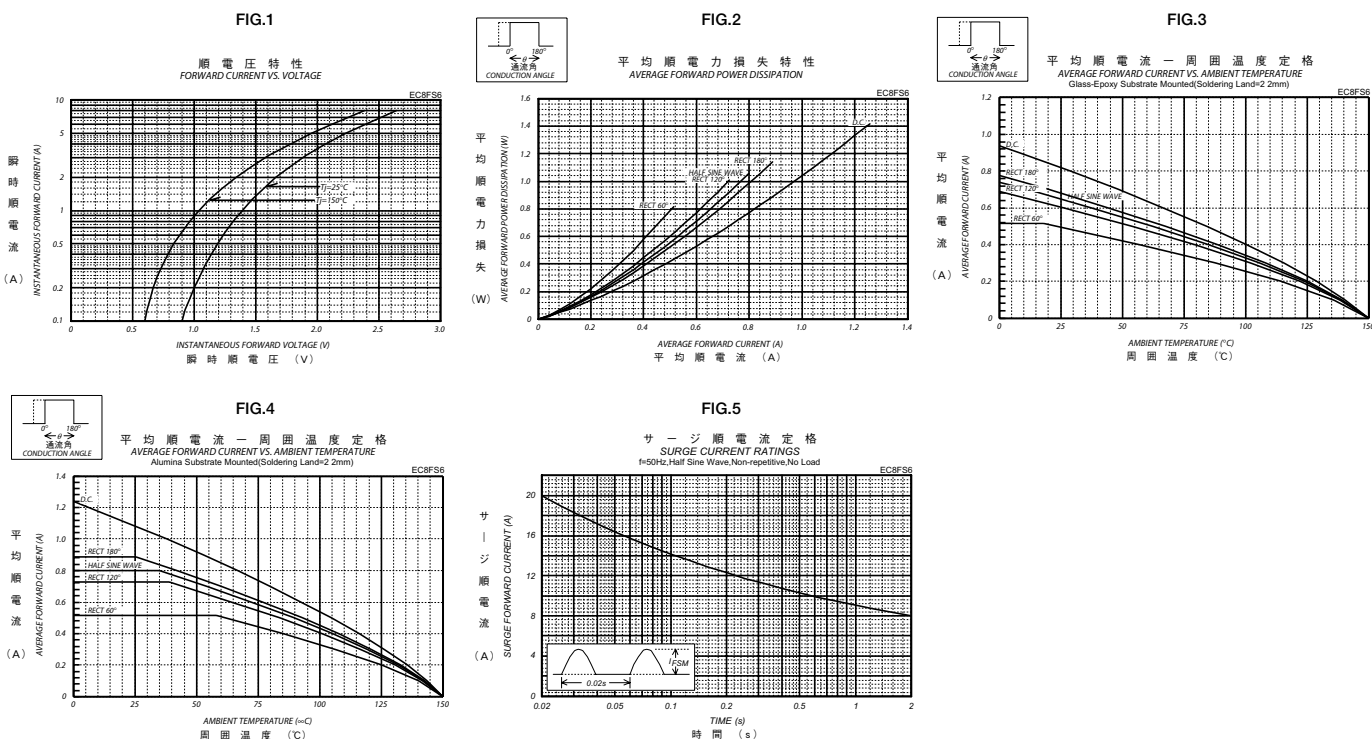 FIG.1
順電圧特性
FORWARD CURRENT VS. VOLTAGE
EC8FS6
瞬時順電流 (A)
INSTANTANEOUS FORWARD CURRENT (A)
10
5
2
1
0.5
0.2
0.1
Tj=25°C
Tj=150°C
0 0.5 1.0 1.5 2.0 2.5 3.0
INSTANTANEOUS FORWARD VOLTAGE (V)
瞬時順電圧 (V)
FIG.2
0° 180°
θ
通流角
CONDUCTION ANGLE
平均順電力損失特性
AVERAGE FORWARD POWER DISSIPATION
EC8FS6
平均順電力損失 (W)
AVERAGE FORWARD POWER DISSIPATION (W)
1.6
1.4
1.2
1.0
0.8
0.6
0.4
0.2
0
D.C.
RECT 180°
HALF SINE WAVE
RECT 120°
RECT 60°
0 0.2 0.4 0.6 0.8 1.0 1.2 1.4
AVERAGE FORWARD CURRENT (A)
平均順電流 (A)
FIG.3
0° 180°
θ
通流角
CONDUCTION ANGLE
平均順電流ー周囲温度定格
AVERAGE FORWARD CURRENT VS. AMBIENT TEMPERATURE
Glass-Epoxy Substrate Mounted(Soldering Land=2 2mm)
EC8FS6
平均順電流 (A)
AVERAGE FORWARD CURRENT (A)
1.2
1.0
0.8
0.6
0.4
0.2
0
D.C.
RECT 180°
RECT 120°
HALF SINE WAVE
RECT 60°
0 25 50 75 100 125 150
AMBIENT TEMPERATURE (°C)
周囲温度 (℃)
FIG.4
0° 180°
θ
通流角
CONDUCTION ANGLE
平均順電流ー周囲温度定格
AVERAGE FORWARD CURRENT VS. AMBIENT TEMPERATURE
Alumina Substrate Mounted(Soldering Land=2 2mm)
EC8FS6
平均順電流 (A)
AVERAGE FORWARD CURRENT (A)
1.4
1.2
1.0
0.8
0.6
0.4
0.2
0
D.C.
RECT 180°
HALF SINE WAVE
RECT 120°
RECT 60°
0 25 50 75 100 125 150
AMBIENT TEMPERATURE (∞C)
周囲温度 (℃)
FIG.5
サージ順電流定格
SURGE CURRENT RATINGS
f=50Hz,Half Sine Wave,Non-repetitive,No Load
EC8FS6
サージ順電流 (A)
SURGE FORWARD CURRENT (A)
20
16
12
8
4
0
IFSM
0.02s
0.02 0.05 0.1 0.2 0.5 1 2
TIME (s)
時間 (s)